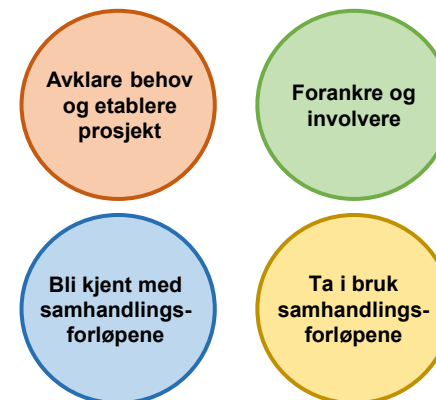 Avklare behov
og etablere
prosjekt
Forankre og
involvere
Bli kjent med
samhandlings-
forløpene
Ta i bruk
samhandlings-
forløpene